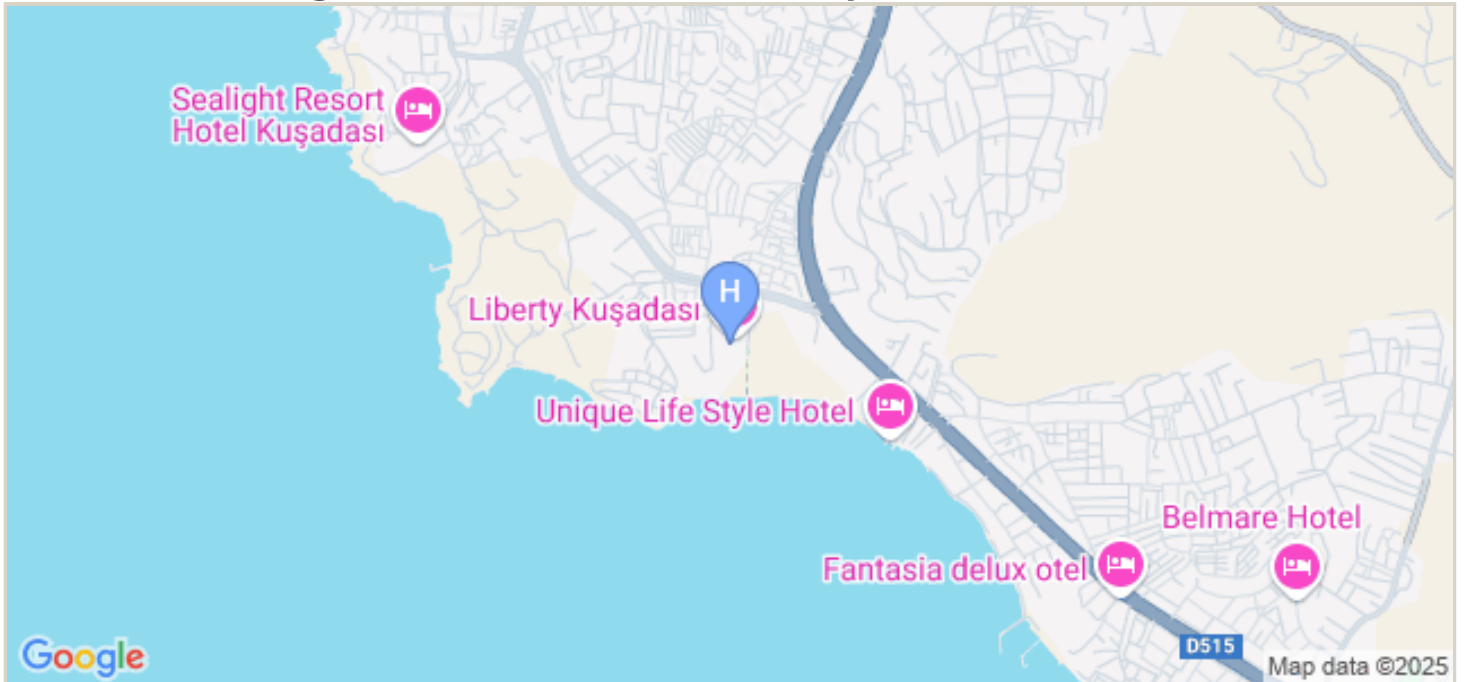 Sealight Resort
Hotel Kuşadası
Liberty Kuşadası
H
Unique Life Style Hotel
Belmare Hotel
Fantasia delux otel
D515
Google
Map data ©2025